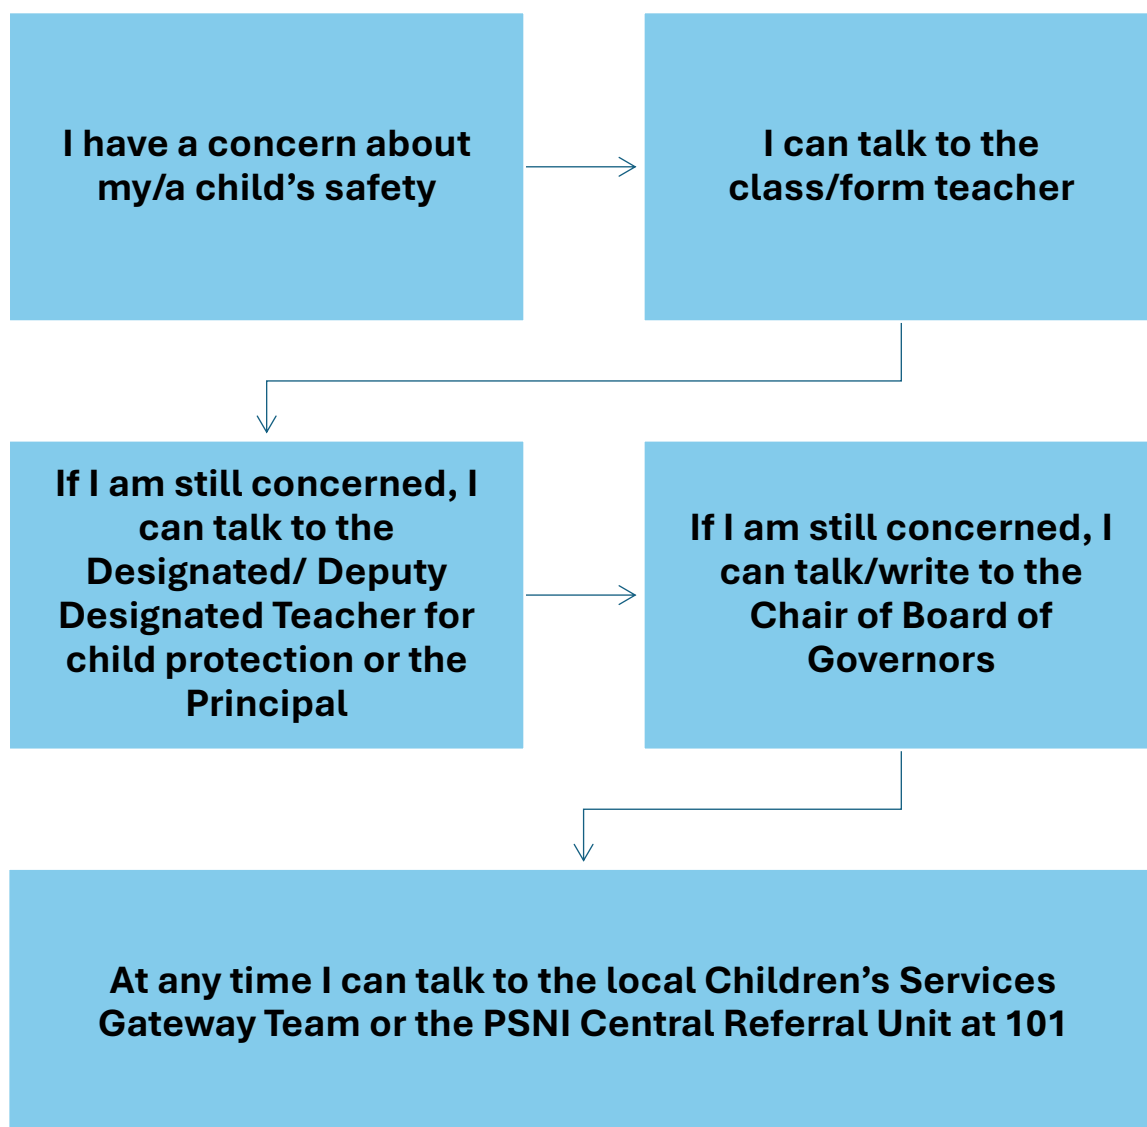 I have a concern about
my/a child’s safety
I can talk to the
class/form teacher
If I am still concerned, I
can talk to the
Designated/ Deputy
Designated Teacher for
child protection or the
Principal
If I am still concerned, I
can talk/write to the
Chair of Board of
Governors
At any time I can talk to the local Children’s Services
Gateway Team or the PSNI Central Referral Unit at 101